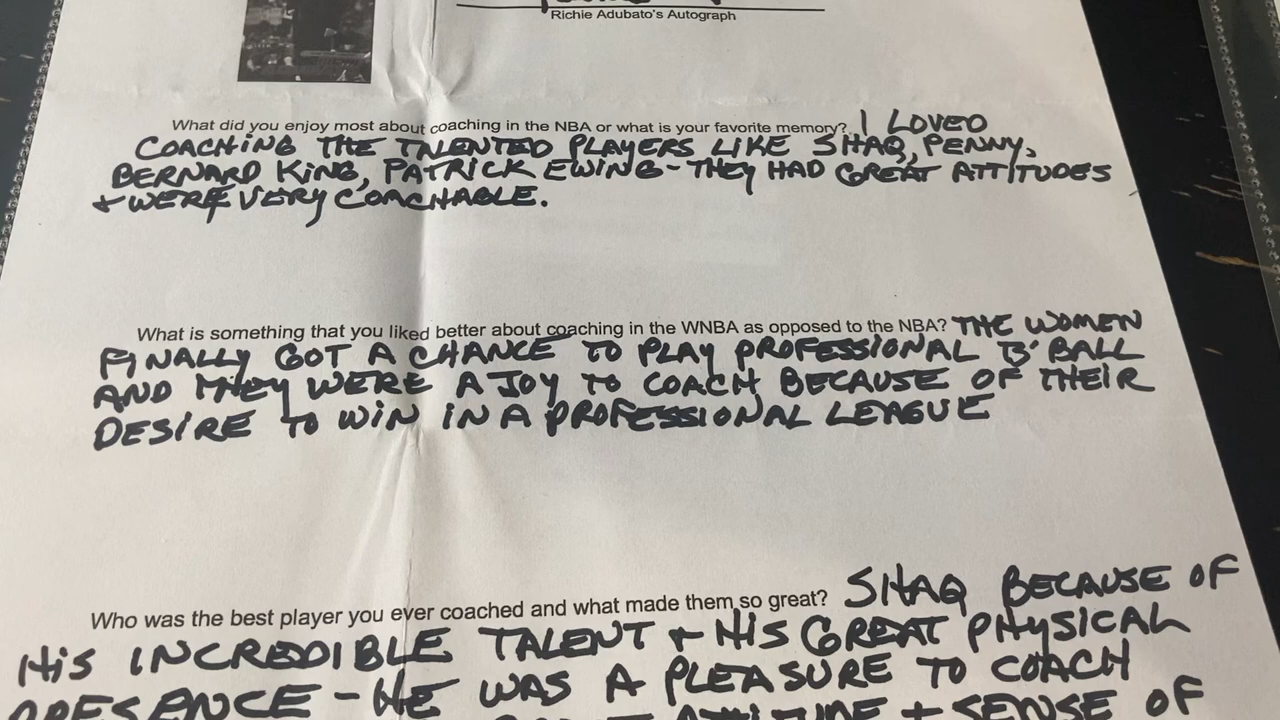 Richie Adubato's Autograph
What did you enjoy most about coaching in the NBA or what is your favorite memory? I LOVED
COACHING THE TALENTED PLAYERS LIKE SHAQ, PENNY,
BERNARD KING, PATRICK EWING - THEY HAD GREAT ATTITUDES
+ WERE VERY COACHABLE.
What is something that you liked better about coaching in the WNBA as opposed to the NBA? THE WOMEN
FINALLY GOT A CHANCE TO PLAY PROFESSIONAL B'BALL
AND THEY WERE A JOY TO COACH BECAUSE OF THEIR
DESIRE TO WIN IN A PROFESSIONAL LEAGUE
Who was the best player you ever coached and what made them so great? SHAQ BECAUSE OF
HIS INCREDIBLE TALENT + HIS GREAT PHYSICAL
PRESENCE - HE WAS A PLEASURE TO COACH
ATTITUDE + SENSE OF